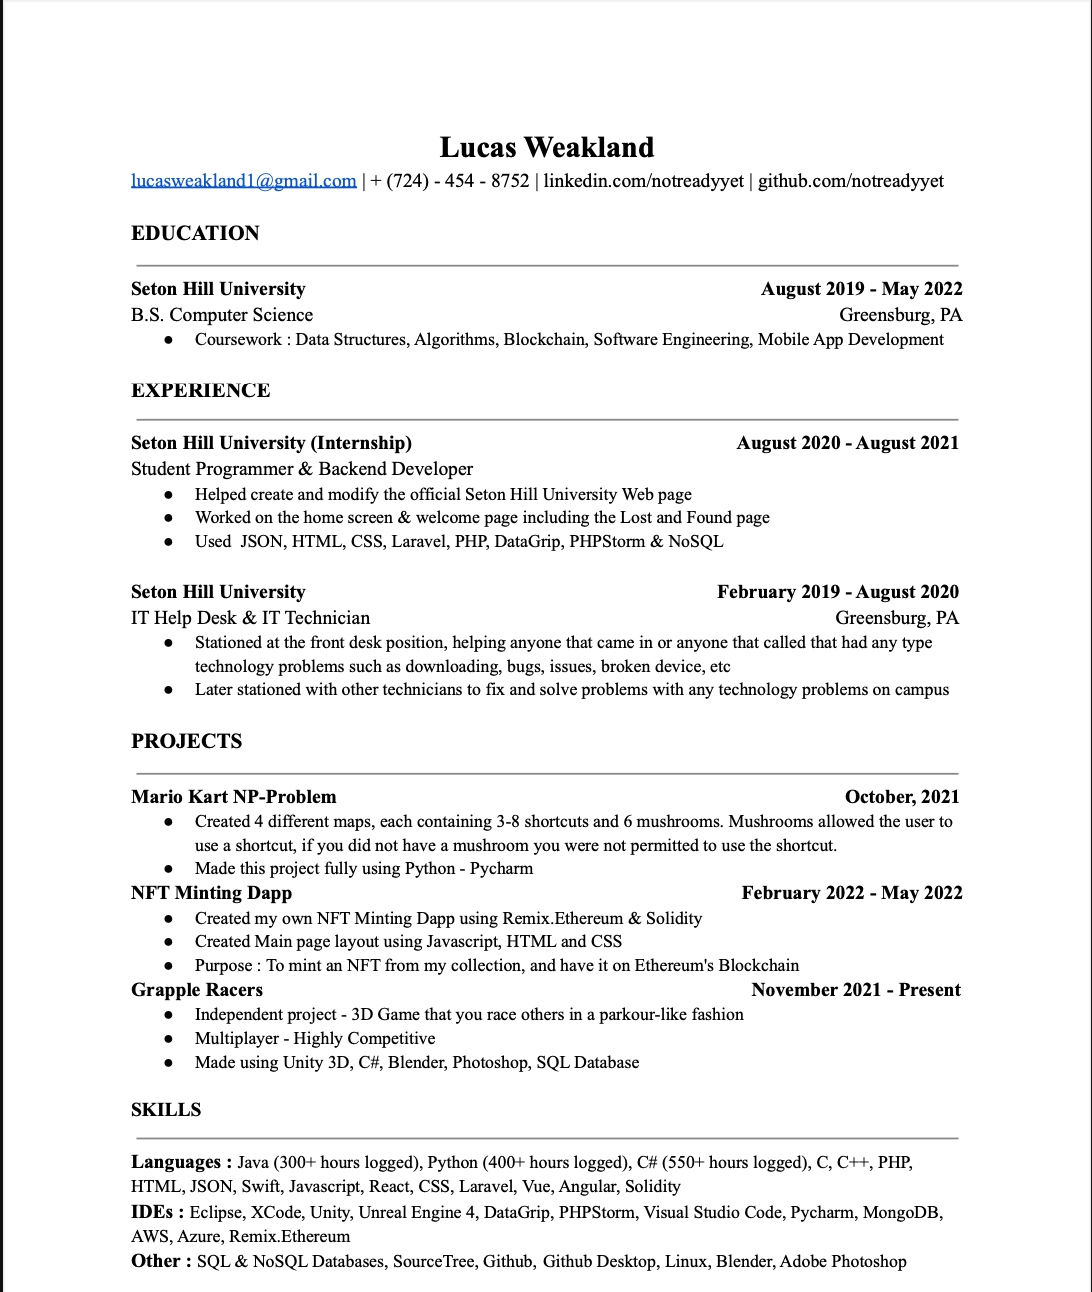 Lucas Weakland
lucasweakland1@gmail.com | + (724) - 454 - 8752 | linkedin.com/notreadyyet | github.com/notreadyyet
EDUCATION
Seton Hill University August 2019 - May 2022
B.S. Computer Science Greensburg, PA
● Coursework : Data Structures, Algorithms, Blockchain, Software Engineering, Mobile App Development
EXPERIENCE
Seton Hill University (Internship) August 2020 - August 2021
Student Programmer & Backend Developer
● Helped create and modify the official Seton Hill University Web page
● Worked on the home screen & welcome page including the Lost and Found page
● Used JSON, HTML, CSS, Laravel, PHP, DataGrip, PHPStorm & NoSQL
Seton Hill University February 2019 - August 2020
IT Help Desk & IT Technician Greensburg, PA
● Stationed at the front desk position, helping anyone that came in or anyone that called that had any type
technology problems such as downloading, bugs, issues, broken device, etc
● Later stationed with other technicians to fix and solve problems with any technology problems on campus
PROJECTS
Mario Kart NP-Problem October, 2021
● Created 4 different maps, each containing 3-8 shortcuts and 6 mushrooms. Mushrooms allowed the user to
use a shortcut, if you did not have a mushroom you were not permitted to use the shortcut.
● Made this project fully using Python - Pycharm
NFT Minting Dapp February 2022 - May 2022
● Created my own NFT Minting Dapp using Remix.Ethereum & Solidity
● Created Main page layout using Javascript, HTML and CSS
● Purpose : To mint an NFT from my collection, and have it on Ethereum's Blockchain
Grapple Racers November 2021 - Present
● Independent project - 3D Game that you race others in a parkour-like fashion
● Multiplayer - Highly Competitive
● Made using Unity 3D, C#, Blender, Photoshop, SQL Database
SKILLS
Languages : Java (300+ hours logged), Python (400+ hours logged), C# (550+ hours logged), C, C++, PHP,
HTML, JSON, Swift, Javascript, React, CSS, Laravel, Vue, Angular, Solidity
IDEs : Eclipse, XCode, Unity, Unreal Engine 4, DataGrip, PHPStorm, Visual Studio Code, Pycharm, MongoDB,
AWS, Azure, Remix.Ethereum
Other : SQL & NoSQL Databases, SourceTree, Github, Github Desktop, Linux, Blender, Adobe Photoshop